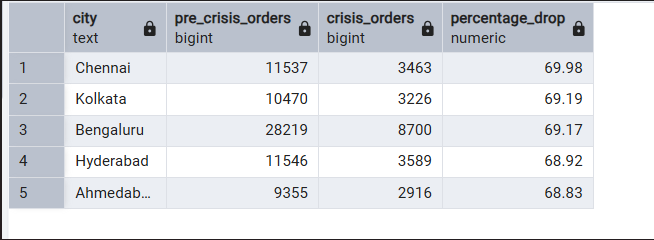 city pre_crisis_orders crisis_orders percentage_drop
text bigint bigint numeric
1 Chennai 11537 3463 69.98
2 Kolkata 10470 3226 69.19
3 Bengaluru 28219 8700 69.17
4 Hyderabad 11546 3589 68.92
5 Ahmedab... 9355 2916 68.83